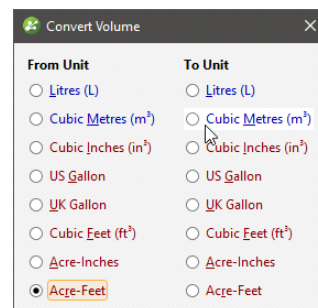 Convert Volume
From Unit To Unit
Litres (L) Litres (L)
Cubic Metres (m³) Cubic Metres (m³)
Cubic Inches (in³) Cubic Inches (in³)
US Gallon US Gallon
UK Gallon UK Gallon
Cubic Feet (ft³) Cubic Feet (ft³)
Acre-Inches Acre-Inches
Acre-Feet Acre-Feet